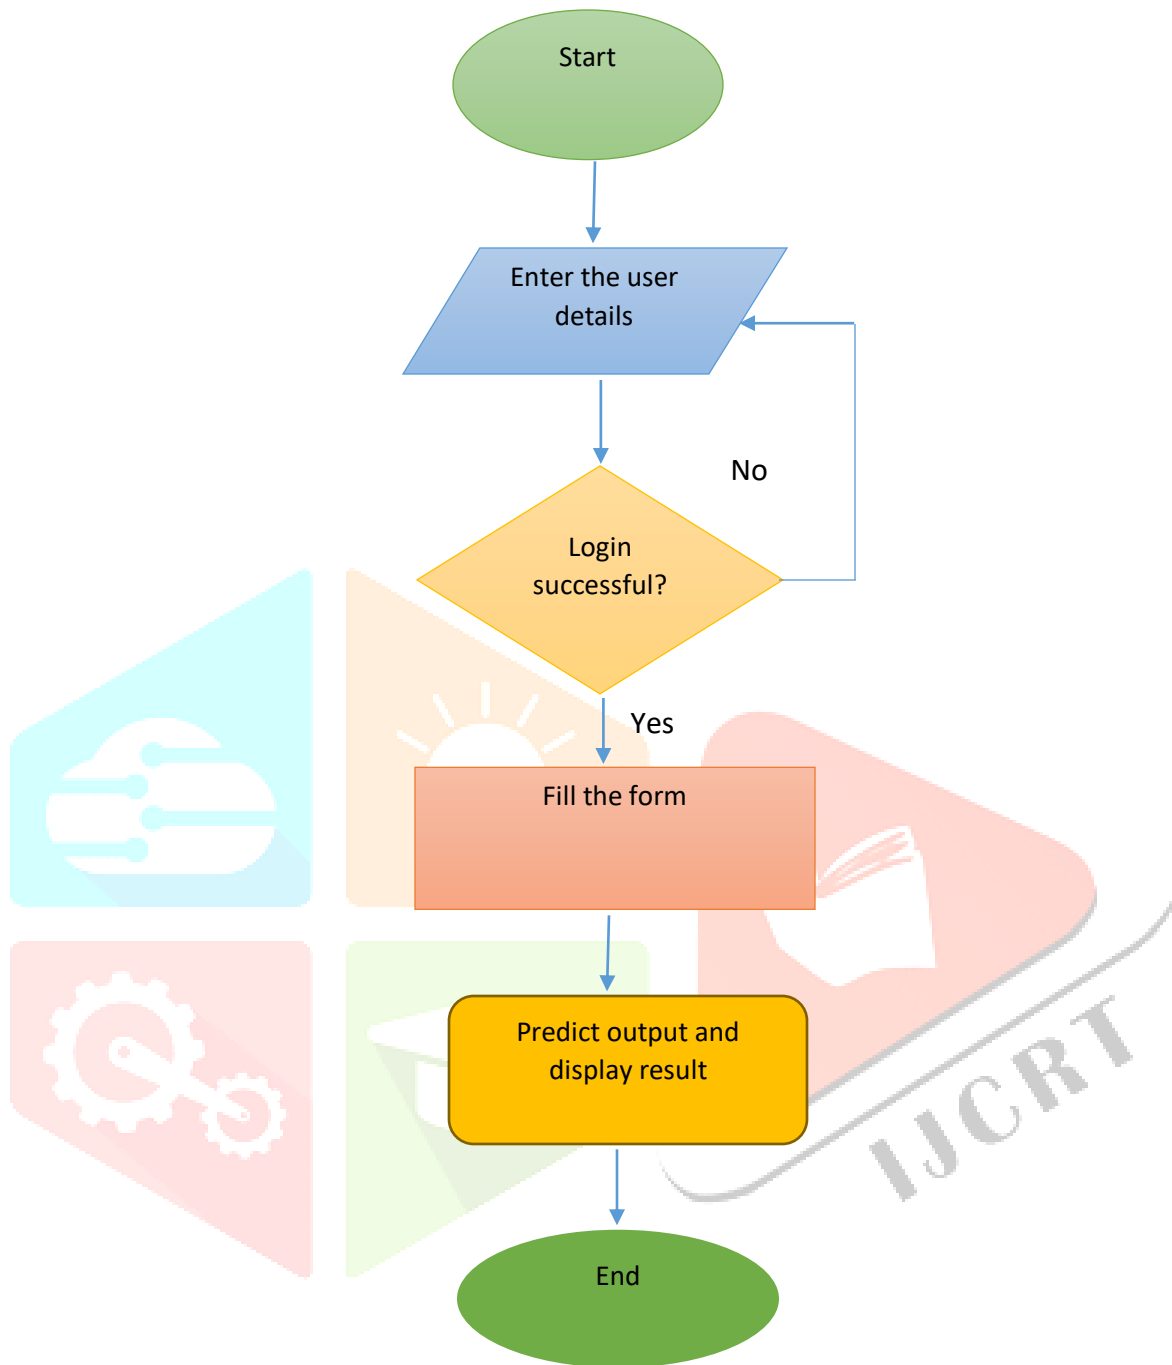 Start
Enter the user
details
No
Login
successful?
Yes
Fill the form
Predict output and
display result
IJCRT
End